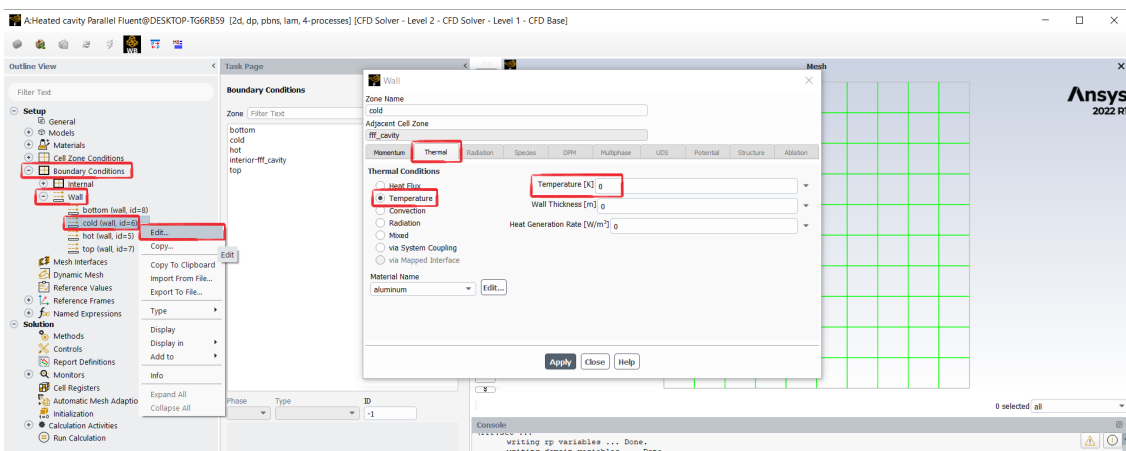 A:Heated cavity Parallel Fluent@DESKTOP-TG6RB59 [2d, dp, pbns, lam, 4-processes] [CFD Solver - Level 2 - CFD Solver - Level 1 - CFD Base]
WB
Outline View
Filter Text
Setup
General
Models
Materials
Cell Zone Conditions
Boundary Conditions
Internal
Wall
bottom (wall, id=8)
cold (wall, id=6)
hot (wall, id=5)
top (wall, id=7)
Mesh Interfaces
Dynamic Mesh
Reference Values
Reference Frames
Named Expressions
Solution
Methods
Controls
Report Definitions
Monitors
Cell Registers
Automatic Mesh Adaptio
Initialization
Calculation Activities
Run Calculation
Edit...
Copy...
Copy To Clipboard
Import From File...
Export To File...
Type
Display
Display in
Add to
Info
Expand All
Collapse All
Edit
Task Page
Boundary Conditions
Zone Filter Text
bottom
cold
hot
interior-fff_cavity
top
Phase Type ID
-1
Wall
Zone Name
cold
Adjacent Cell Zone
fff_cavity
Momentum Thermal Radiation Species DPM Multiphase UDS Potential Structure Ablation
Thermal Conditions
Heat Flux
Temperature
Convection
Radiation
Mixed
via System Coupling
via Mapped Interface
Temperature [K] 0
Wall Thickness [m] 0
Heat Generation Rate [W/m³] 0
Material Name
aluminum Edit...
Apply Close Help
Mesh
Ansys
2022 R1
0 selected all
Console
writing rp variables ... Done.
writing domain variables ... Done.